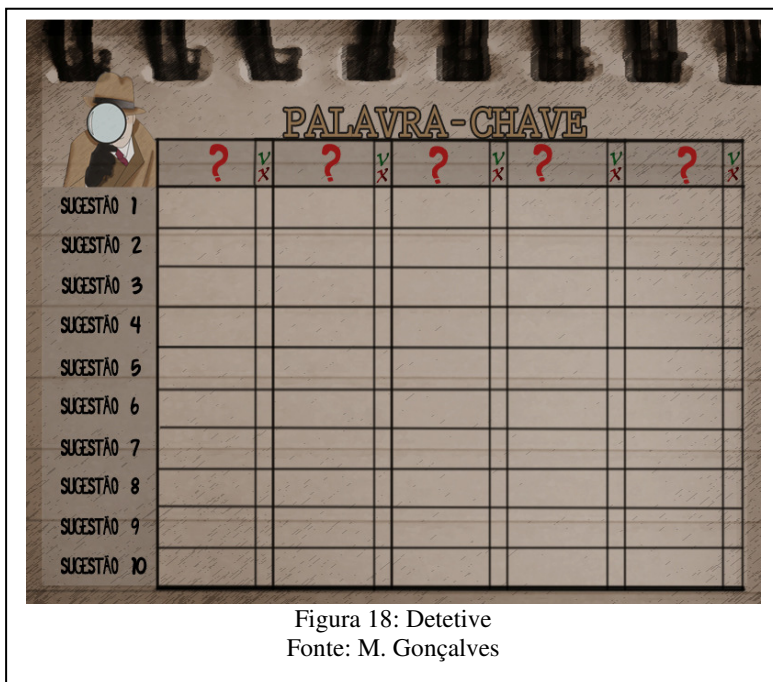 PALAVRA-CHAVE
? V X ? V X ? V X ? V X ? V X
SUGESTÃO 1
SUGESTÃO 2
SUGESTÃO 3
SUGESTÃO 4
SUGESTÃO 5
SUGESTÃO 6
SUGESTÃO 7
SUGESTÃO 8
SUGESTÃO 9
SUGESTÃO 10
Figura 18: Detetive
Fonte: M. Gonçalves